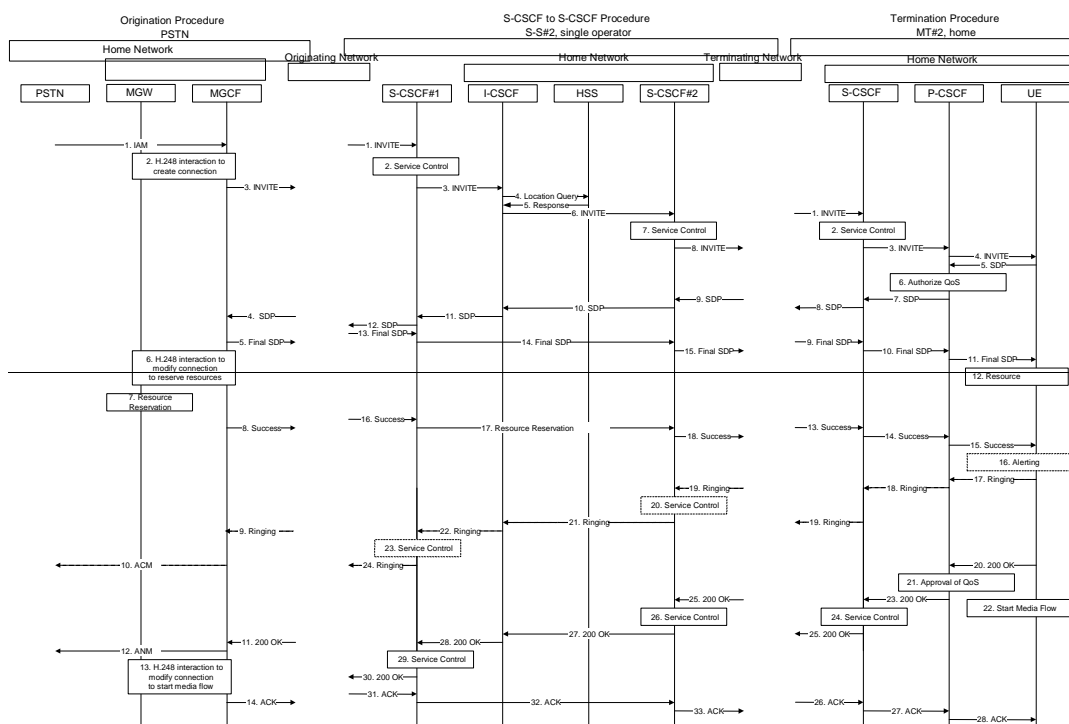 Origination Procedure
PSTN
S-CSCF to S-CSCF Procedure
S-S#2, single operator
Termination Procedure
MT#2, home
Home Network
Originating Network
Home Network
Terminating Network
Home Network
PSTN
MGW
MGCF
S-CSCF#1
I-CSCF
HSS
S-CSCF#2
S-CSCF
P-CSCF
UE
1. IAM
1. INVITE
2. H.248 interaction to
create connection
2. Service Control
3. INVITE
3. INVITE
4. Location Query
5. Response
6. INVITE
1. INVITE
7. Service Control
2. Service Control
8. INVITE
3. INVITE
4. INVITE
5. SDP
6. Authorize QoS
9. SDP
7. SDP
10. SDP
8. SDP
4. SDP
11. SDP
12. SDP
13. Final SDP
5. Final SDP
14. Final SDP
9. Final SDP
15. Final SDP
10. Final SDP
11. Final SDP
6. H.248 interaction to
modify connection
to reserve resources
12. Resource
7. Resource
Reservation
16. Success
8. Success
17. Resource Reservation
13. Success
18. Success
14. Success
15. Success
16. Alerting
17. Ringing
19. Ringing
18. Ringing
20. Service Control
21. Ringing
19. Ringing
9. Ringing
22. Ringing
23. Service Control
10. ACM
24. Ringing
20. 200 OK
21. Approval of QoS
25. 200 OK
23. 200 OK
22. Start Media Flow
26. Service Control
24. Service Control
27. 200 OK
25. 200 OK
11. 200 OK
28. 200 OK
12. ANM
29. Service Control
13. H.248 interaction to
modify connection
to start media flow
30. 200 OK
31. ACK
14. ACK
32. ACK
26. ACK
33. ACK
27. ACK
28. ACK